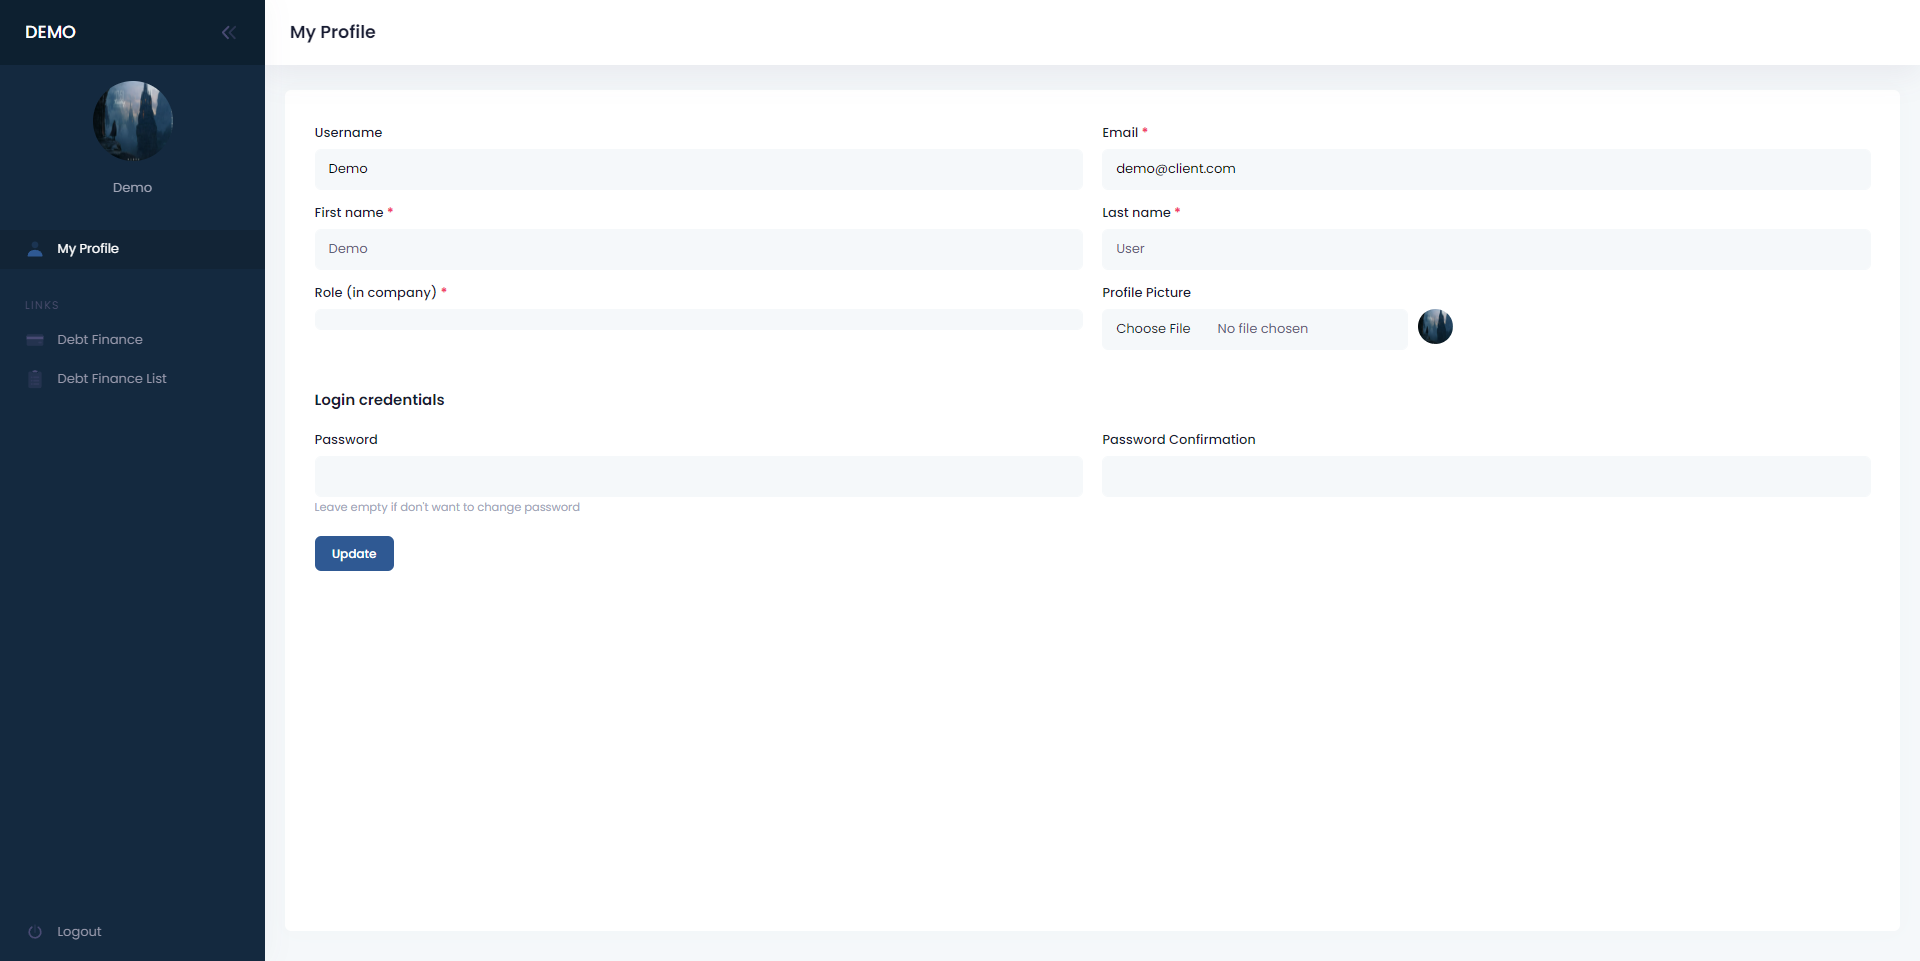 DEMO
My Profile
Demo
My Profile
LINKS
Debt Finance
Debt Finance List
Logout
Username
Demo
Email *
demo@client.com
First name *
Demo
Last name *
User
Role (in company) *
Profile Picture
Choose File No file chosen
Login credentials
Password
Password Confirmation
Leave empty if don't want to change password
Update